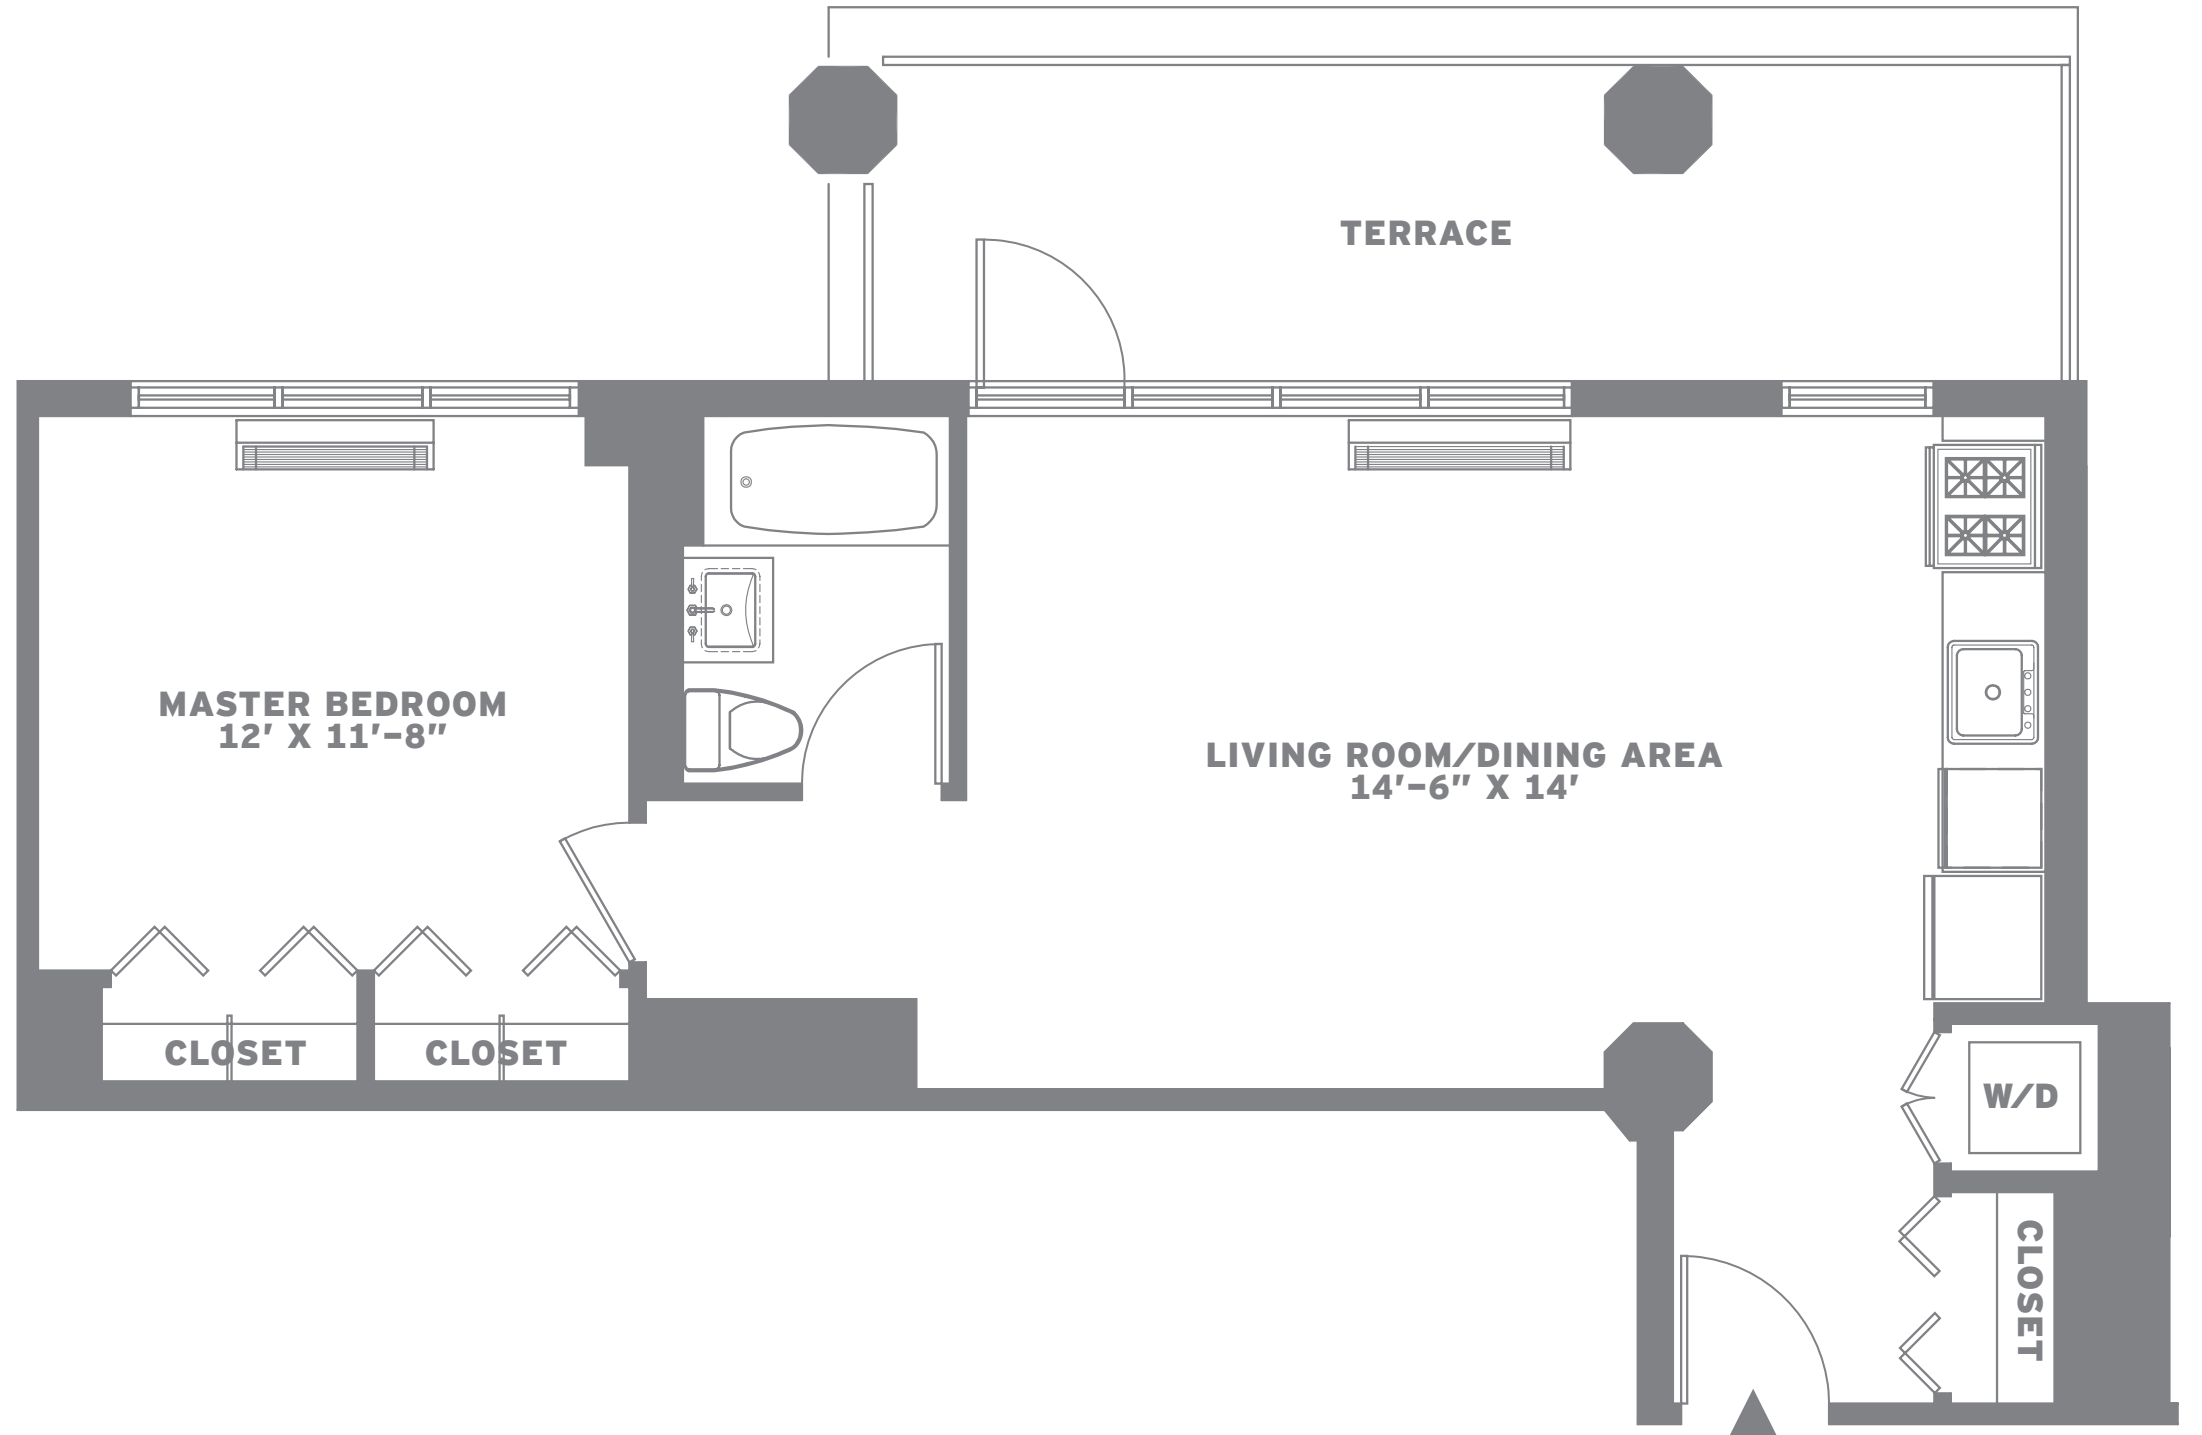 TERRACE
MASTER BEDROOM
12' X 11'-8"
LIVING ROOM/DINING AREA
14'-6" X 14'
CLOSET
CLOSET
W/D
CLOSET